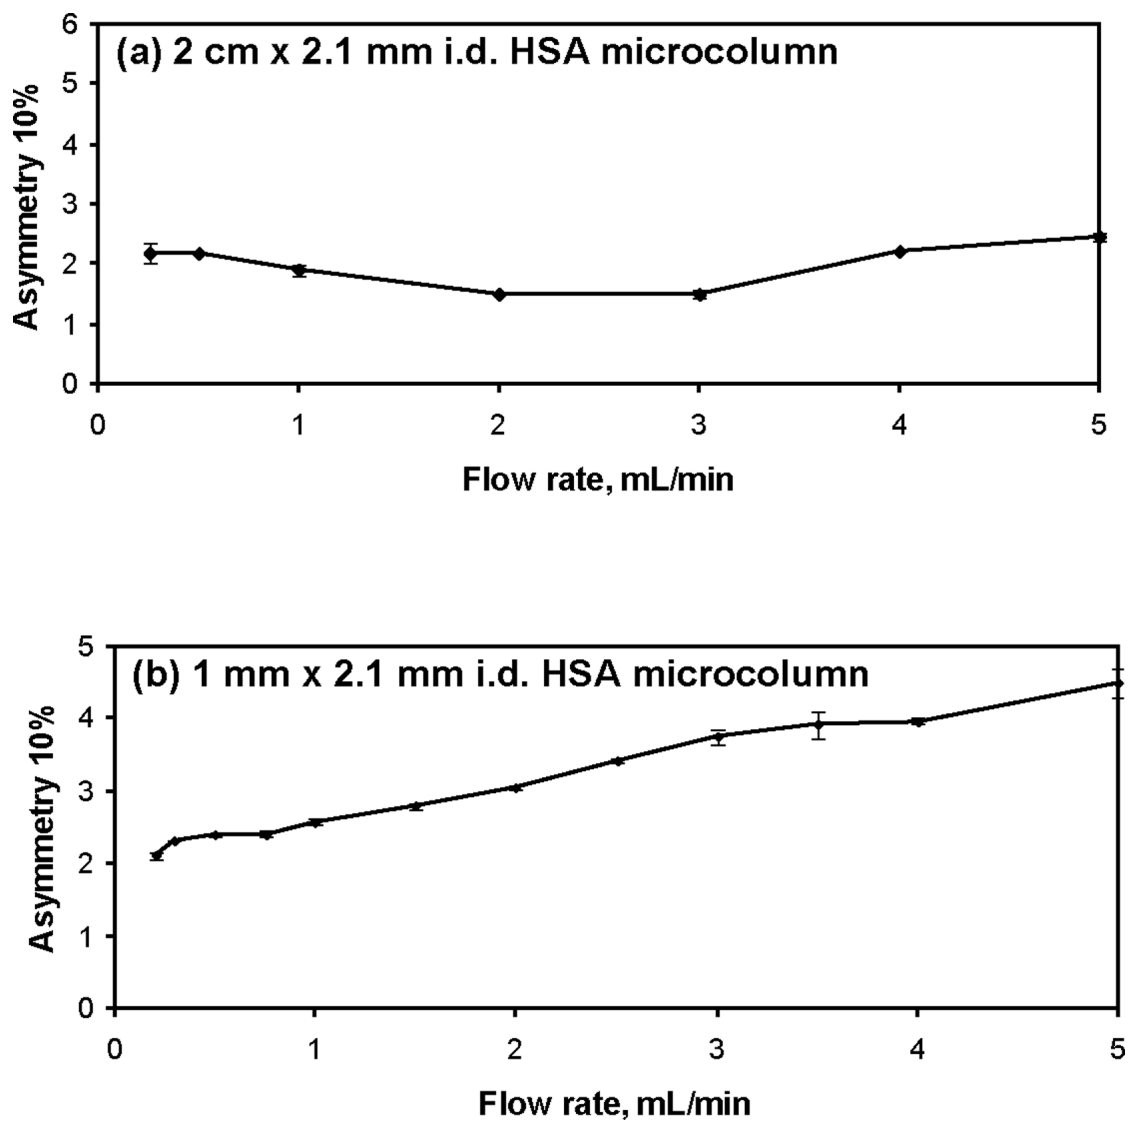 (a) 2 cm x 2.1 mm i.d. HSA microcolumn
Asymmetry 10%
6
5
4
3
2
1
0
0 1 2 3 4 5
Flow rate, mL/min
(b) 1 mm x 2.1 mm i.d. HSA microcolumn
Asymmetry 10%
5
4
3
2
1
0
0 1 2 3 4 5
Flow rate, mL/min